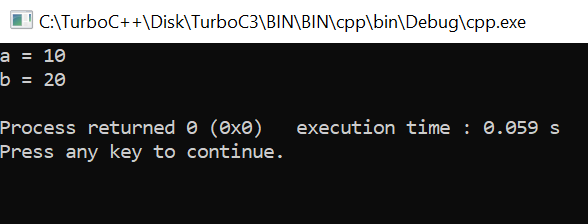 C:\TurboC++\Disk\TurboC3\BIN\BIN\cpp\bin\Debug\cpp.exe
a = 10
b = 20
Process returned 0 (0x0)   execution time : 0.059 s
Press any key to continue.